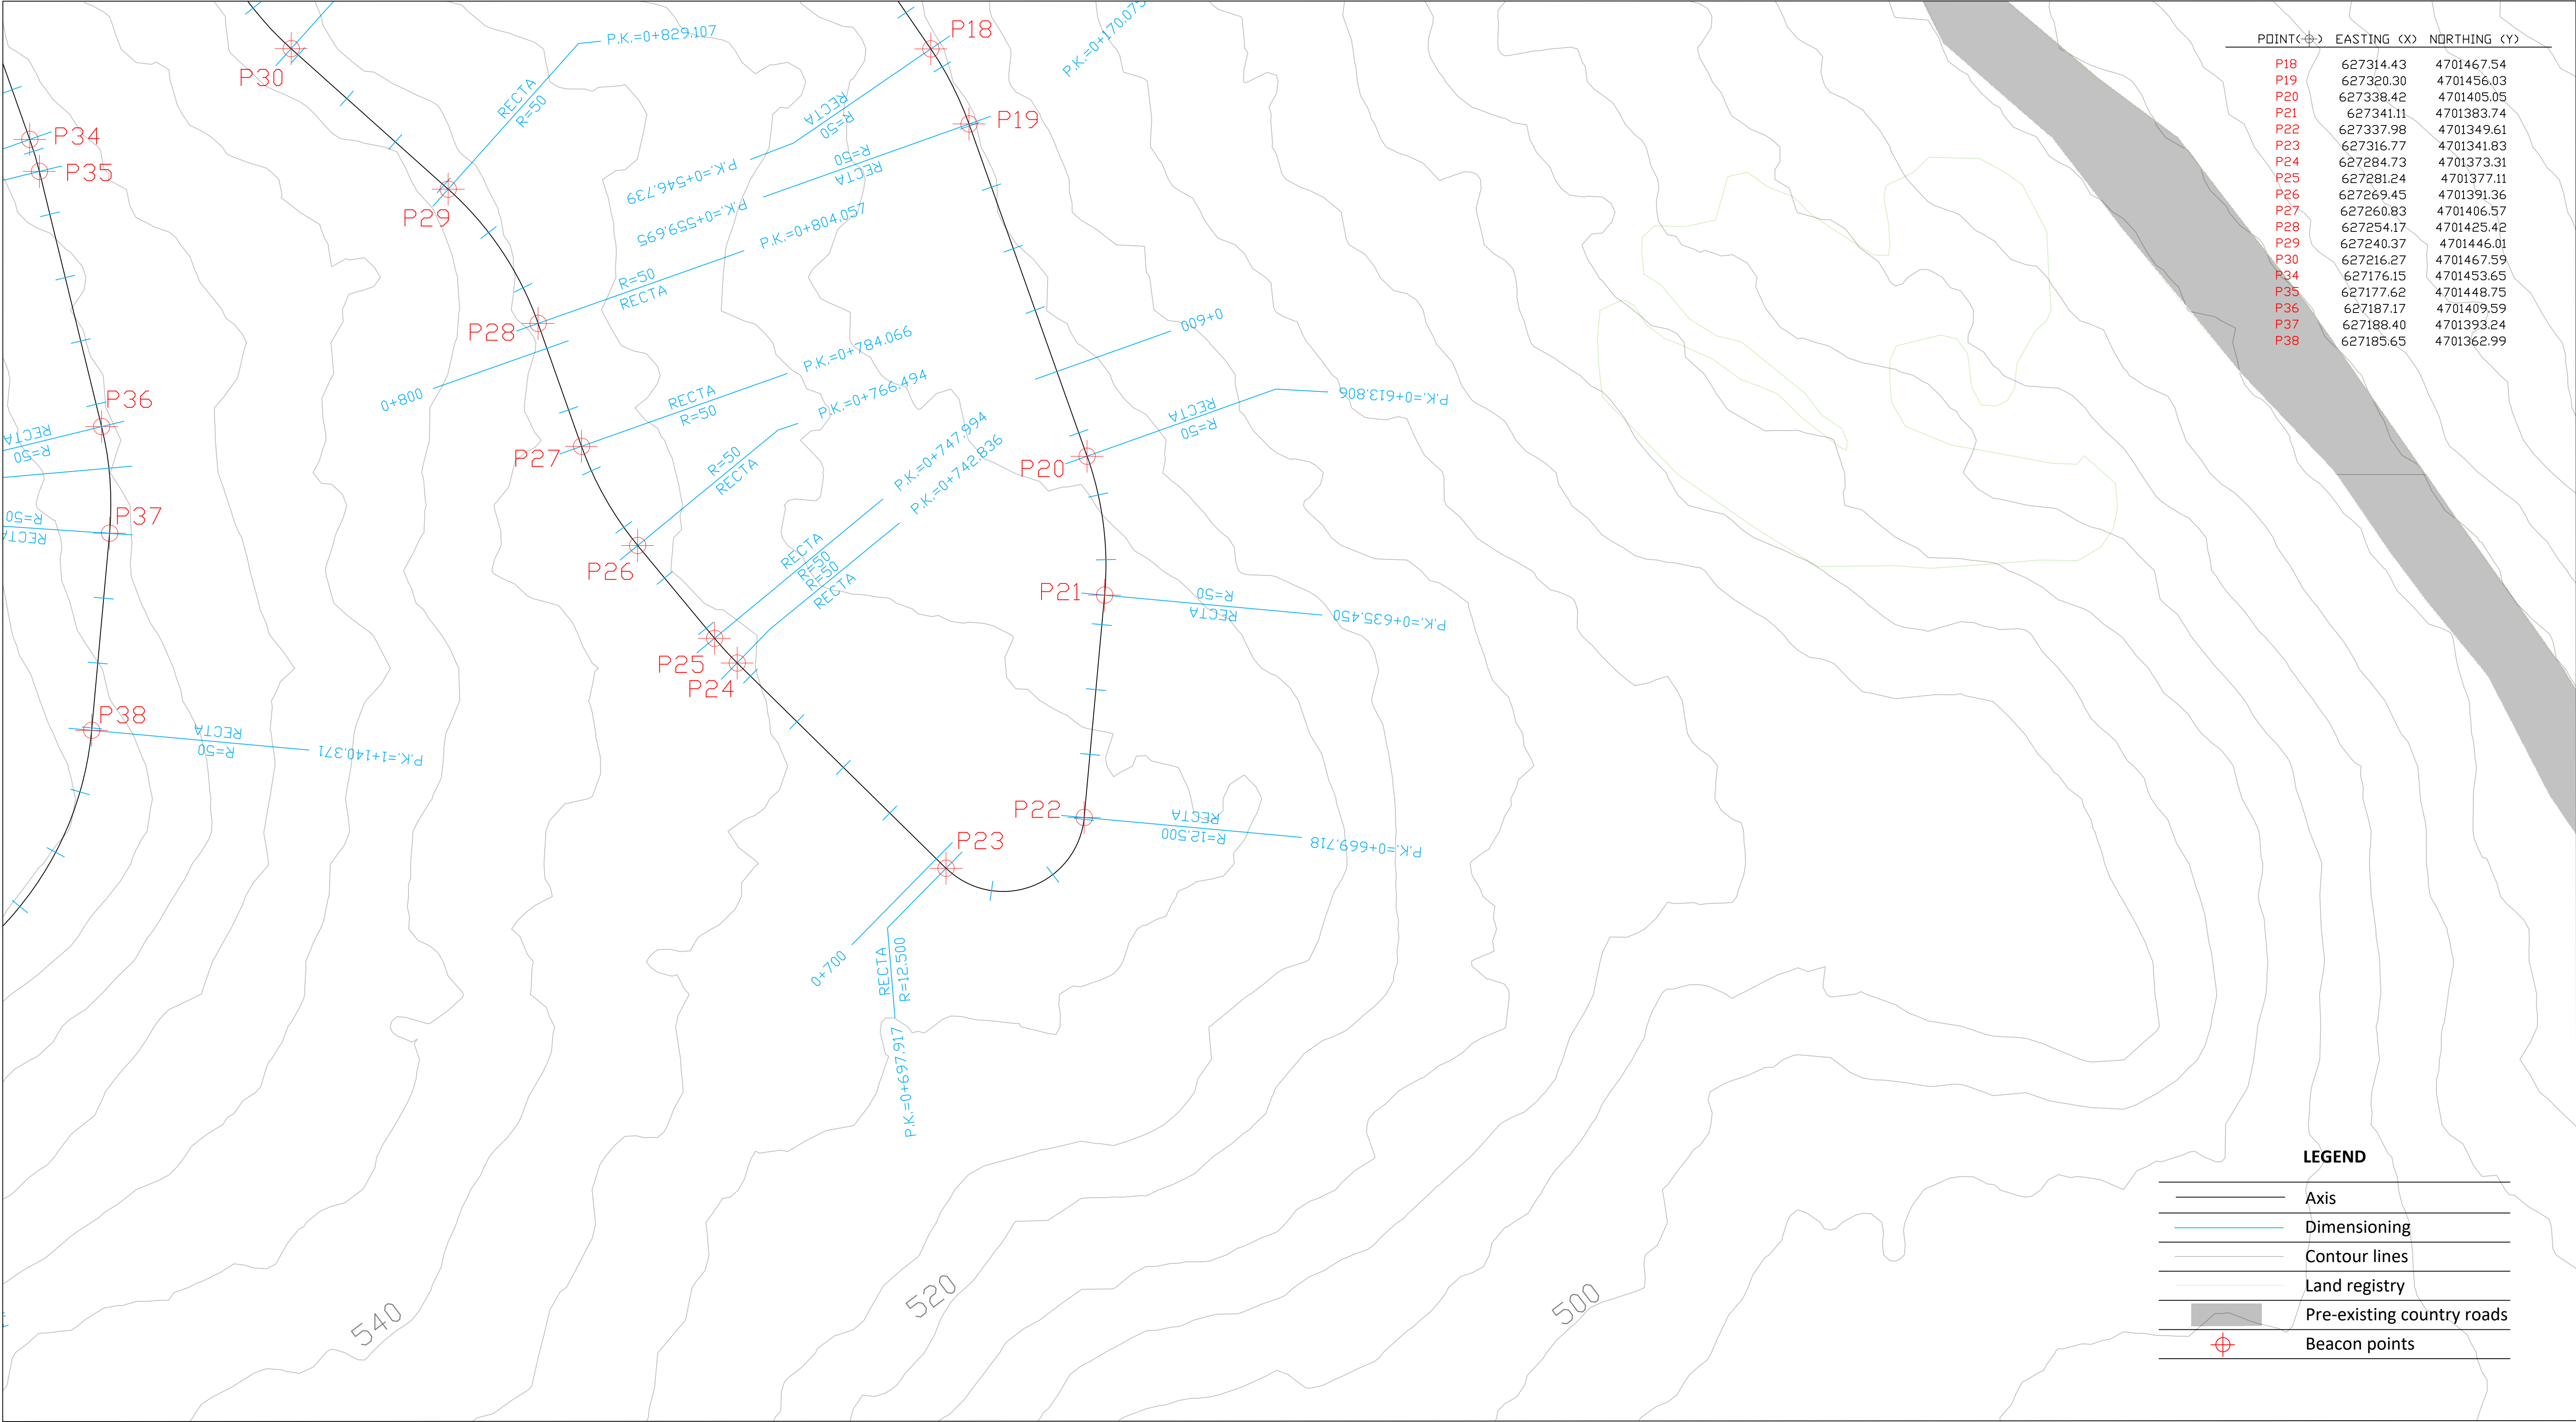 P30
P.K.=0+829.107
RECTA
R=50
P18
P.K.=0+170.075
P34
P35
P29
RECTA
R=50
P.K.=0+546.739
P19
R=50
RECTA
P.K.=0+559.695
P28
R=50
RECTA
P.K.=0+804.057
0+800
0+600
P36
RECTA
R=50
P27
RECTA
R=50
P.K.=0+784.066
P.K.=0+766.494
R=50
RECTA
P20
RECTA
R=50
P.K.=0+613.806
P37
R=50
RECTA
P26
P.K.=0+747.994
P.K.=0+742.836
RECTA
R=50
R=50
RECTA
P21
R=50
RECTA
P.K.=0+635.450
P25
P24
P38
RECTA
R=50
P.K.=1+140.371
P22
RECTA
R=12.500
P.K.=0+669.718
P23
0+700
RECTA
R=12.500
P.K.=0+697.917
540
520
500
POINT( ) EASTING (X) NORTHING (Y)
P18 627314.43 4701467.54
P19 627320.30 4701456.03
P20 627338.42 4701405.05
P21 627341.11 4701383.74
P22 627337.98 4701349.61
P23 627316.77 4701341.83
P24 627284.73 4701373.31
P25 627281.24 4701377.11
P26 627269.45 4701391.36
P27 627260.83 4701406.57
P28 627254.17 4701425.42
P29 627240.37 4701446.01
P30 627216.27 4701467.59
P34 627176.15 4701453.65
P35 627177.62 4701448.75
P36 627187.17 4701409.59
P37 627188.40 4701393.24
P38 627185.65 4701362.99
LEGEND
Axis
Dimensioning
Contour lines
Land registry
Pre-existing country roads
Beacon points